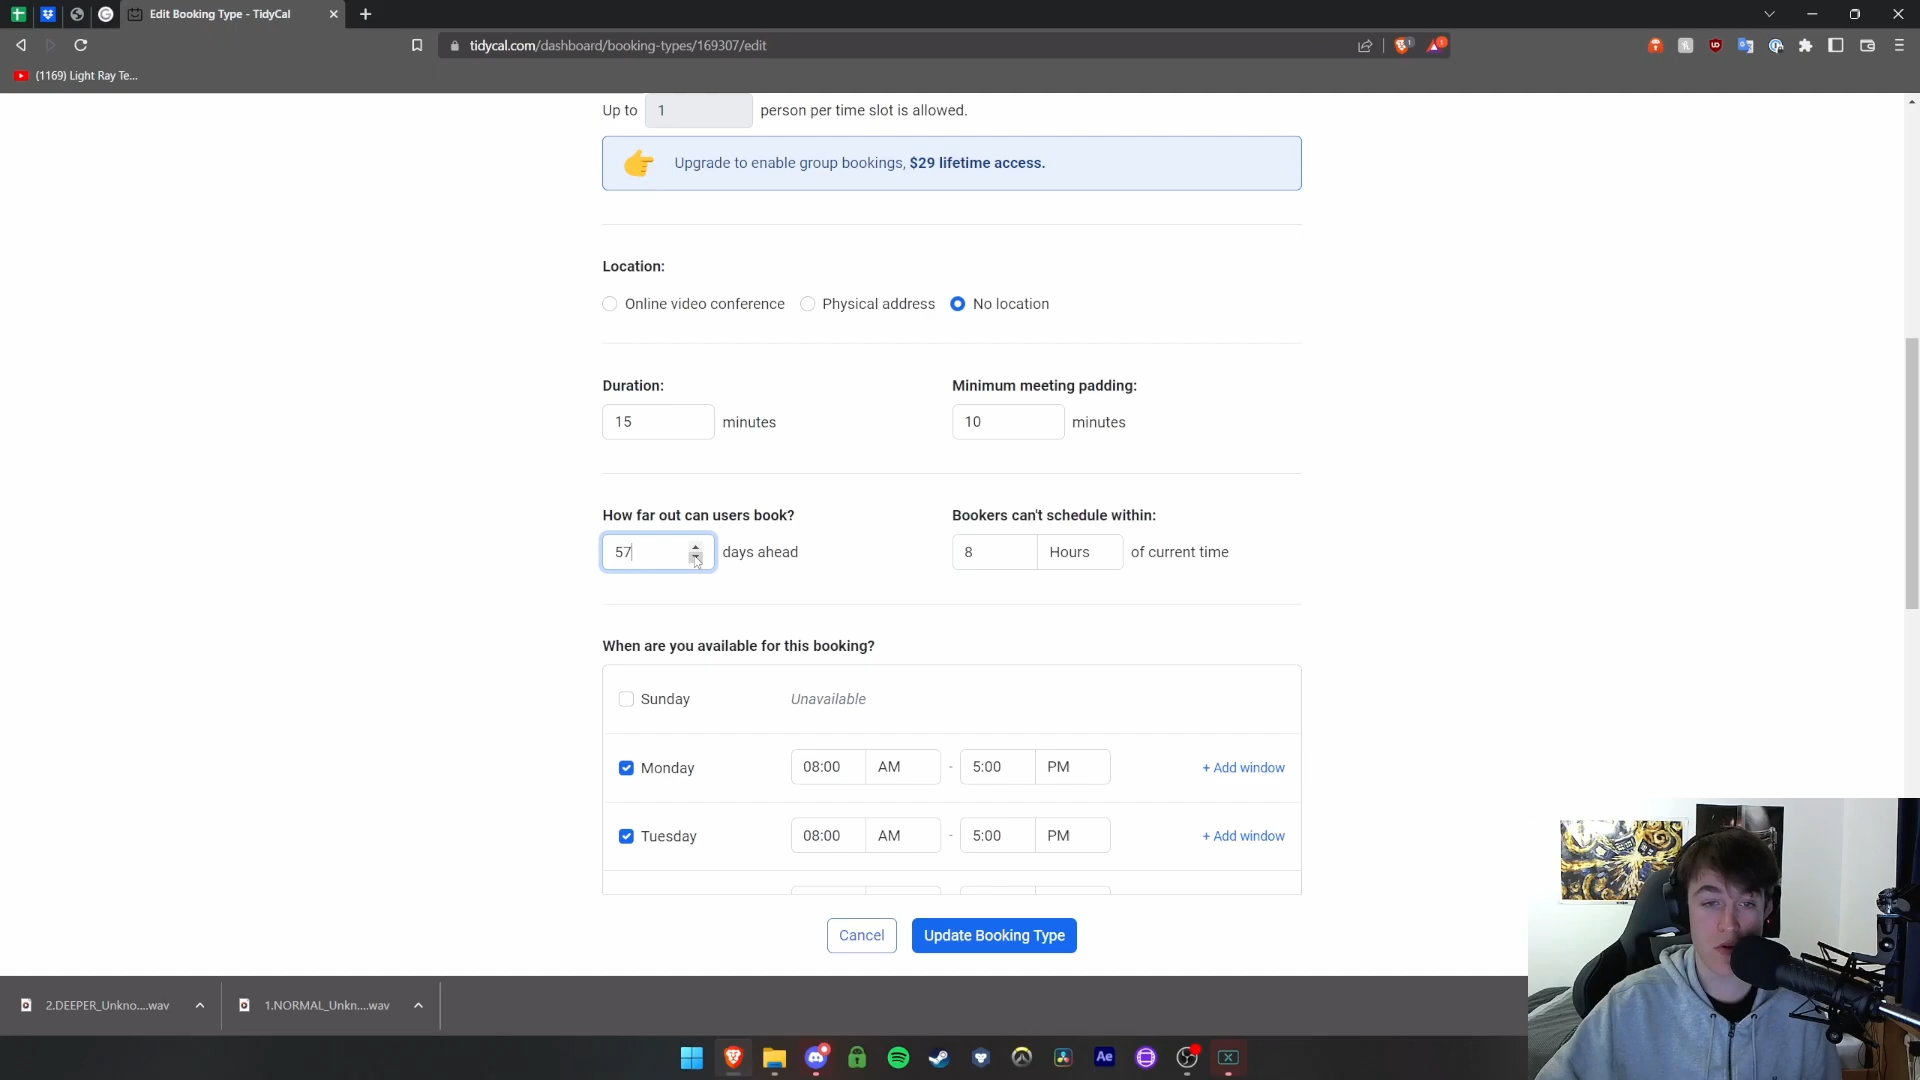 Edit Booking Type - TidyCal
tidycal.com/dashboard/booking-types/169307/edit
(1169) Light Ray Te...
Up to 1 person per time slot is allowed.
Upgrade to enable group bookings, $29 lifetime access.
Location:
Online video conference Physical address No location
Duration: Minimum meeting padding:
15 minutes 10 minutes
How far out can users book? Bookers can't schedule within:
57 days ahead 8 Hours of current time
When are you available for this booking?
Sunday Unavailable
Monday 08:00 AM - 5:00 PM + Add window
Tuesday 08:00 AM - 5:00 PM + Add window
Cancel Update Booking Type
2.DEEPER_Unkno....wav 1.NORMAL_Unkn....wav
Ae